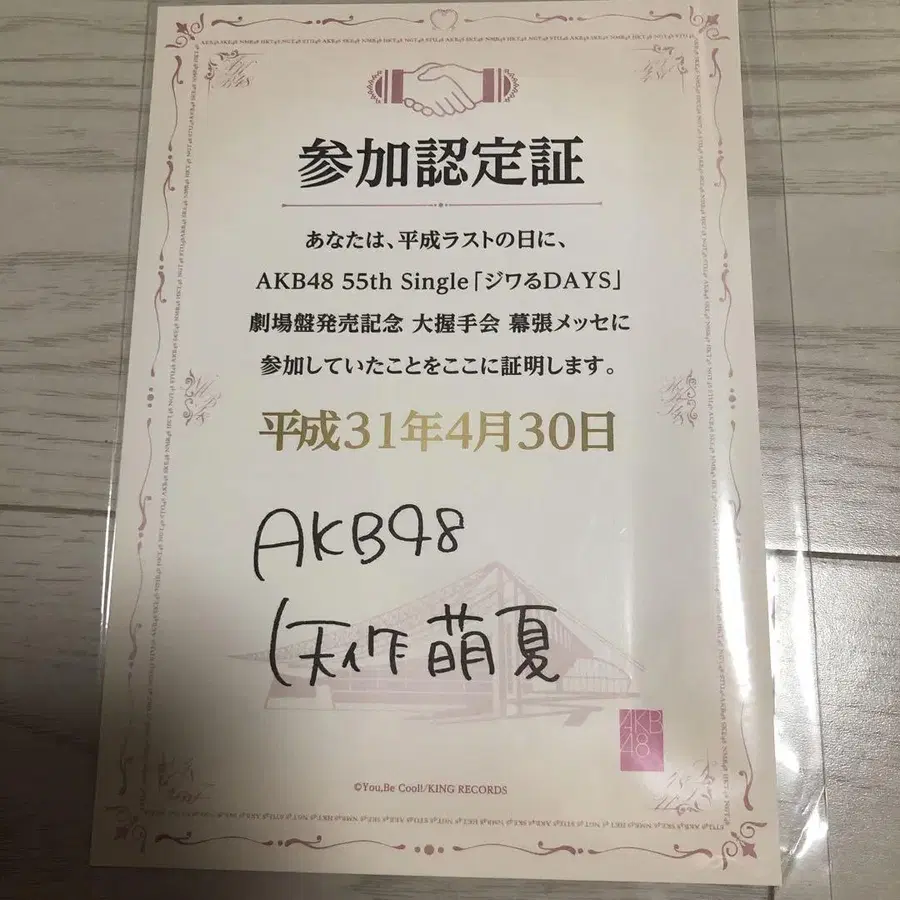 参加認定証
あなたは、平成ラストの日に、
AKB48 55th Single「ジワるDAYS」
劇場盤発売記念 大握手会 幕張メッセに
参加していたことをここに証明します。
平成31年4月30日
AKB48
矢作萌夏
AKB
48
©You,Be Cool!/KING RECORDS